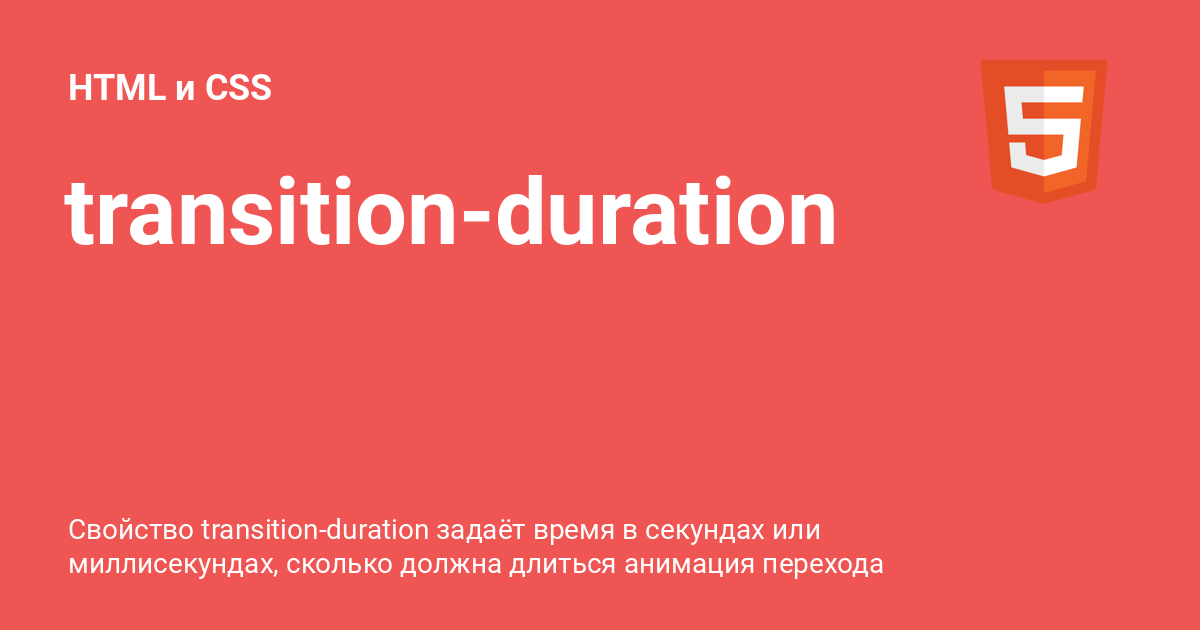 HTML и CSS
transition-duration
Свойство transition-duration задаёт время в секундах или
миллисекундах, сколько должна длиться анимация перехода